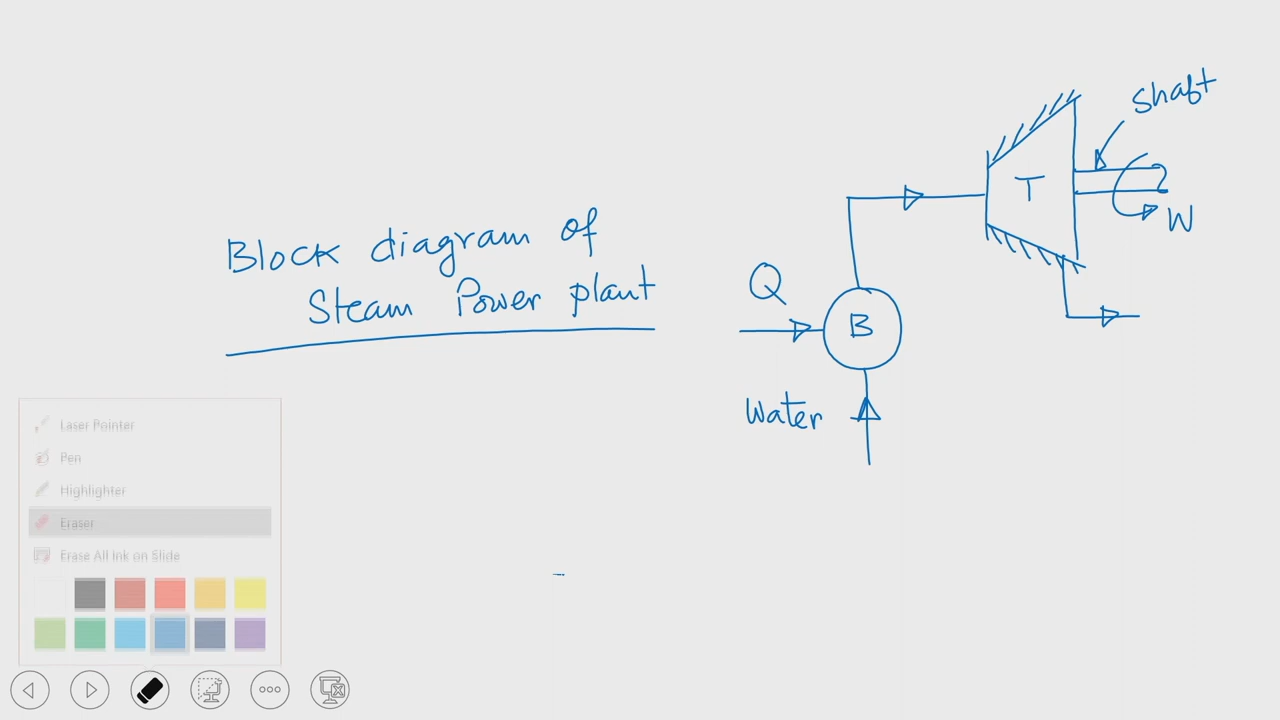 Block diagram of
Steam Power plant
Shaft
T
W
Q
B
Water
Laser Pointer
Pen
Highlighter
Eraser
Erase All Ink on Slide